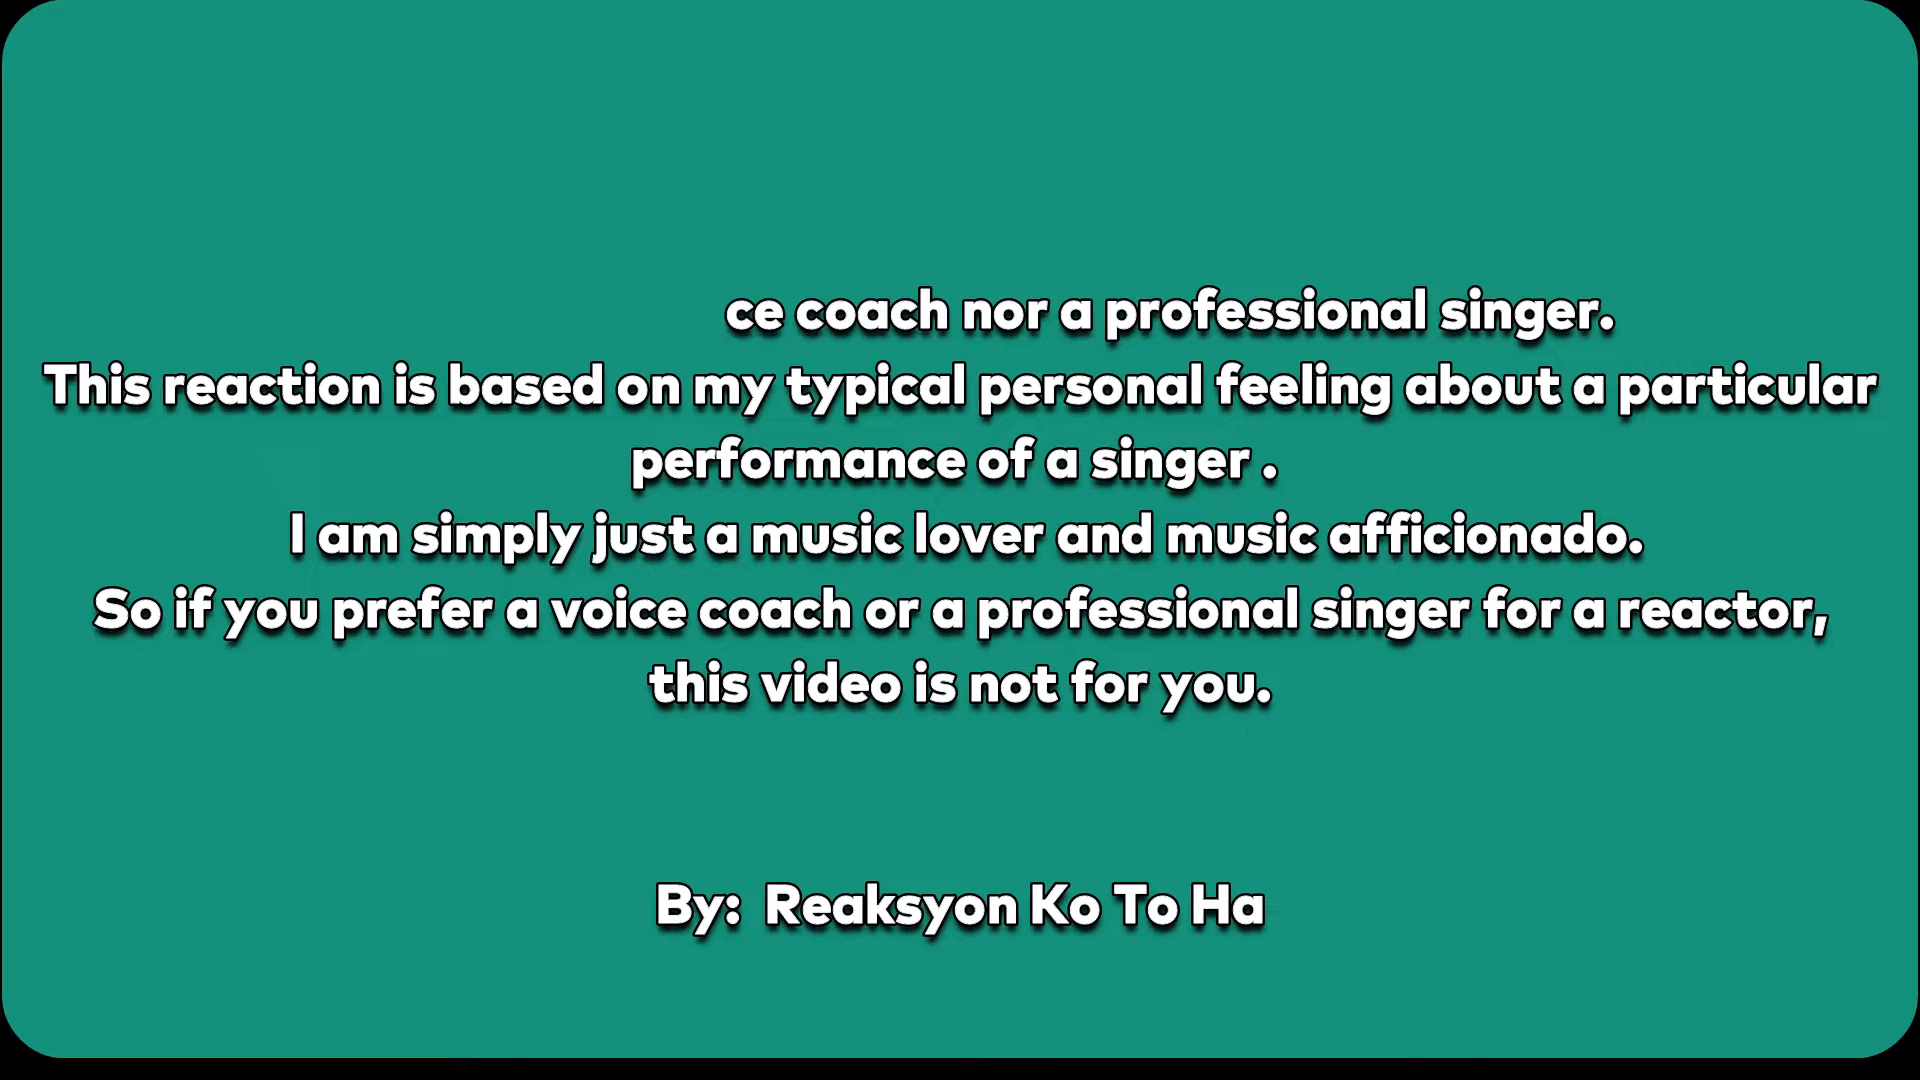 ce coach nor a professional singer.
This reaction is based on my typical personal feeling about a particular
performance of a singer .
I am simply just a music lover and music afficionado.
So if you prefer a voice coach or a professional singer for a reactor,
this video is not for you.
By: Reaksyon Ko To Ha